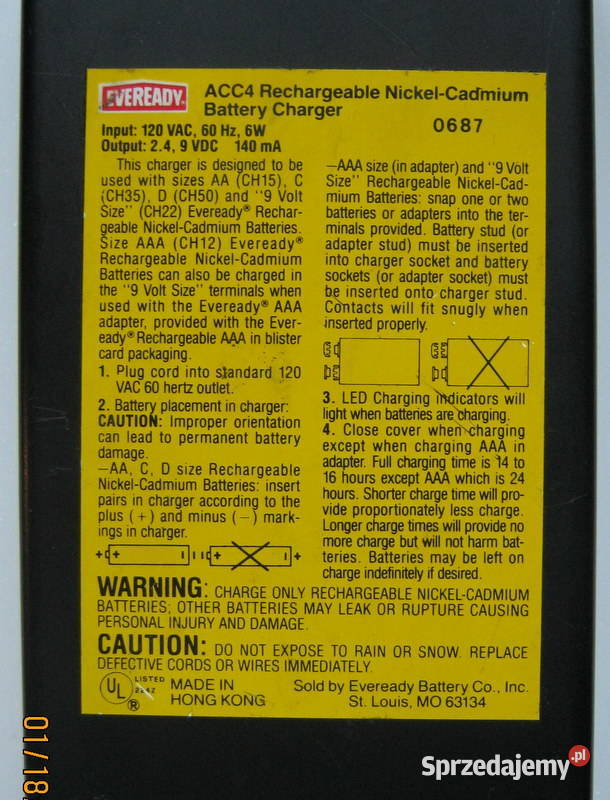 EVEREADY®
ACC4 Rechargeable Nickel-Cadmium
Battery Charger
0687
Input: 120 VAC, 60 Hz, 6W
Output: 2.4, 9 VDC 140 mA
This charger is designed to be
used with sizes AA (CH15), C
(CH35), D (CH50) and "9 Volt
Size" (CH22) Eveready® Rechar-
geable Nickel-Cadmium Batteries.
Size AAA (CH12) Eveready®
Rechargeable Nickel-Cadmium
Batteries can also be charged in
the "9 Volt Size" terminals when
used with the Eveready® AAA
adapter, provided with the Ever-
eady® Rechargeable AAA in blister
card packaging.
1. Plug cord into standard 120
VAC 60 hertz outlet.
2. Battery placement in charger:
CAUTION: Improper orientation
can lead to permanent battery
damage.
—AA, C, D size Rechargeable
Nickel-Cadmium Batteries: insert
pairs in charger according to the
plus (+) and minus (−) mark-
ings in charger.
+ + − − − + − +
—AAA size (in adapter) and "9 Volt
Size" Rechargeable Nickel-Cad-
mium Batteries: snap one or two
batteries or adapters into the ter-
minals provided. Battery stud (or
adapter stud) must be inserted
into charger socket and battery
sockets (or adapter socket) must
be inserted onto charger stud.
Contacts will fit snugly when
inserted properly.
3. LED Charging indicators will
light when batteries are charging.
4. Close cover when charging
except when charging AAA in
adapter. Full charging time is 14 to
16 hours except AAA which is 24
hours. Shorter charge time will pro-
vide proportionately less charge.
Longer charge times will provide no
more charge but will not harm bat-
teries. Batteries may be left on
charge indefinitely if desired.
WARNING: CHARGE ONLY RECHARGEABLE NICKEL-CADMIUM
BATTERIES; OTHER BATTERIES MAY LEAK OR RUPTURE CAUSING
PERSONAL INJURY AND DAMAGE.
CAUTION: DO NOT EXPOSE TO RAIN OR SNOW. REPLACE
DEFECTIVE CORDS OR WIRES IMMEDIATELY.
UL® LISTED
MADE IN
HONG KONG
Sold by Eveready Battery Co., Inc.
St. Louis, MO 63134
01/18
Sprzedajemy.pl